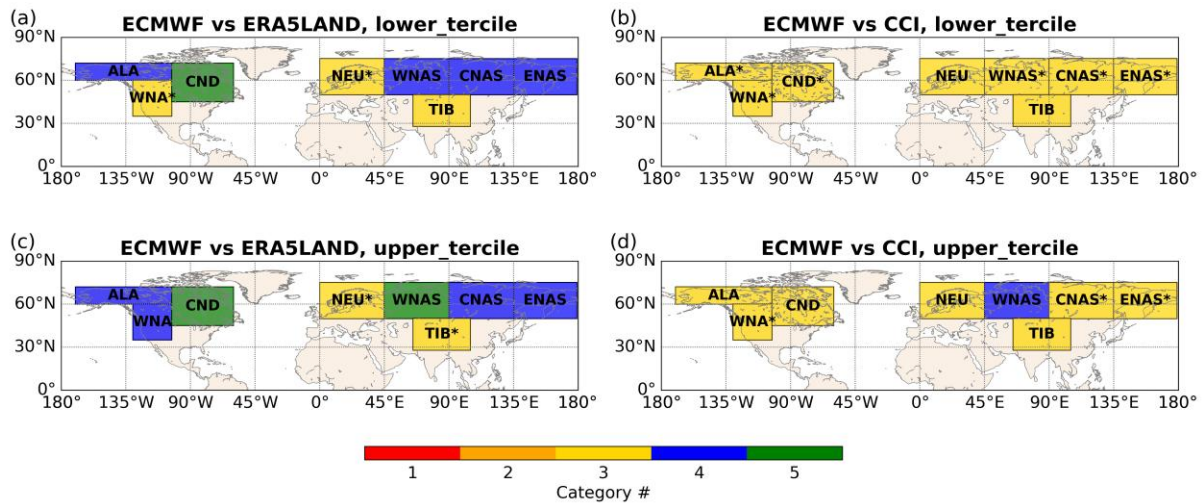 (a)
ECMWF vs ERA5LAND, lower_tercile
90°N
60°N
30°N
0°
180° 135°W 90°W 45°W 0° 45°E 90°E 135°E 180°
ALA
CND
WNA*
NEU*
WNAS
CNAS
ENAS
TIB
(b)
ECMWF vs CCI, lower_tercile
90°N
60°N
30°N
0°
180° 135°W 90°W 45°W 0° 45°E 90°E 135°E 180°
ALA*
CND*
WNA*
NEU
WNAS*
CNAS*
ENAS*
TIB
(c)
ECMWF vs ERA5LAND, upper_tercile
90°N
60°N
30°N
0°
180° 135°W 90°W 45°W 0° 45°E 90°E 135°E 180°
ALA
CND
WNA
NEU*
WNAS
CNAS
ENAS
TIB*
(d)
ECMWF vs CCI, upper_tercile
90°N
60°N
30°N
0°
180° 135°W 90°W 45°W 0° 45°E 90°E 135°E 180°
ALA
CND
WNA*
NEU
WNAS
CNAS*
ENAS*
TIB
1 2 3 4 5
Category #